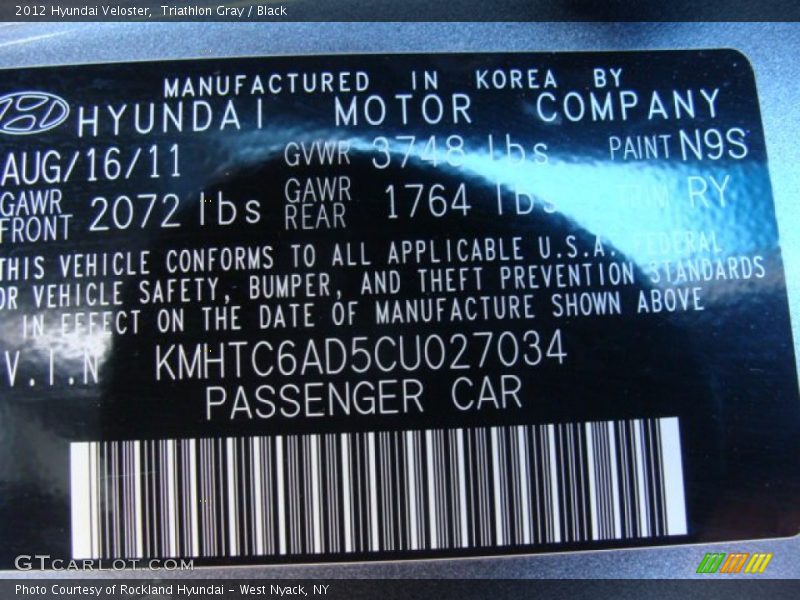 2012 Hyundai Veloster, Triathlon Gray / Black
MANUFACTURED IN KOREA BY
HYUNDAI MOTOR COMPANY
AUG/16/11 GVWR 3748 lbs PAINT N9S
GAWR FRONT 2072 lbs GAWR REAR 1764 lbs TRIM RY
THIS VEHICLE CONFORMS TO ALL APPLICABLE U.S.A. FEDERAL
OR VEHICLE SAFETY, BUMPER, AND THEFT PREVENTION STANDARDS
IN EFFECT ON THE DATE OF MANUFACTURE SHOWN ABOVE
V.I.N KMHTC6AD5CU027034
PASSENGER CAR
GTCarLot.com
Photo Courtesy of Rockland Hyundai - West Nyack, NY